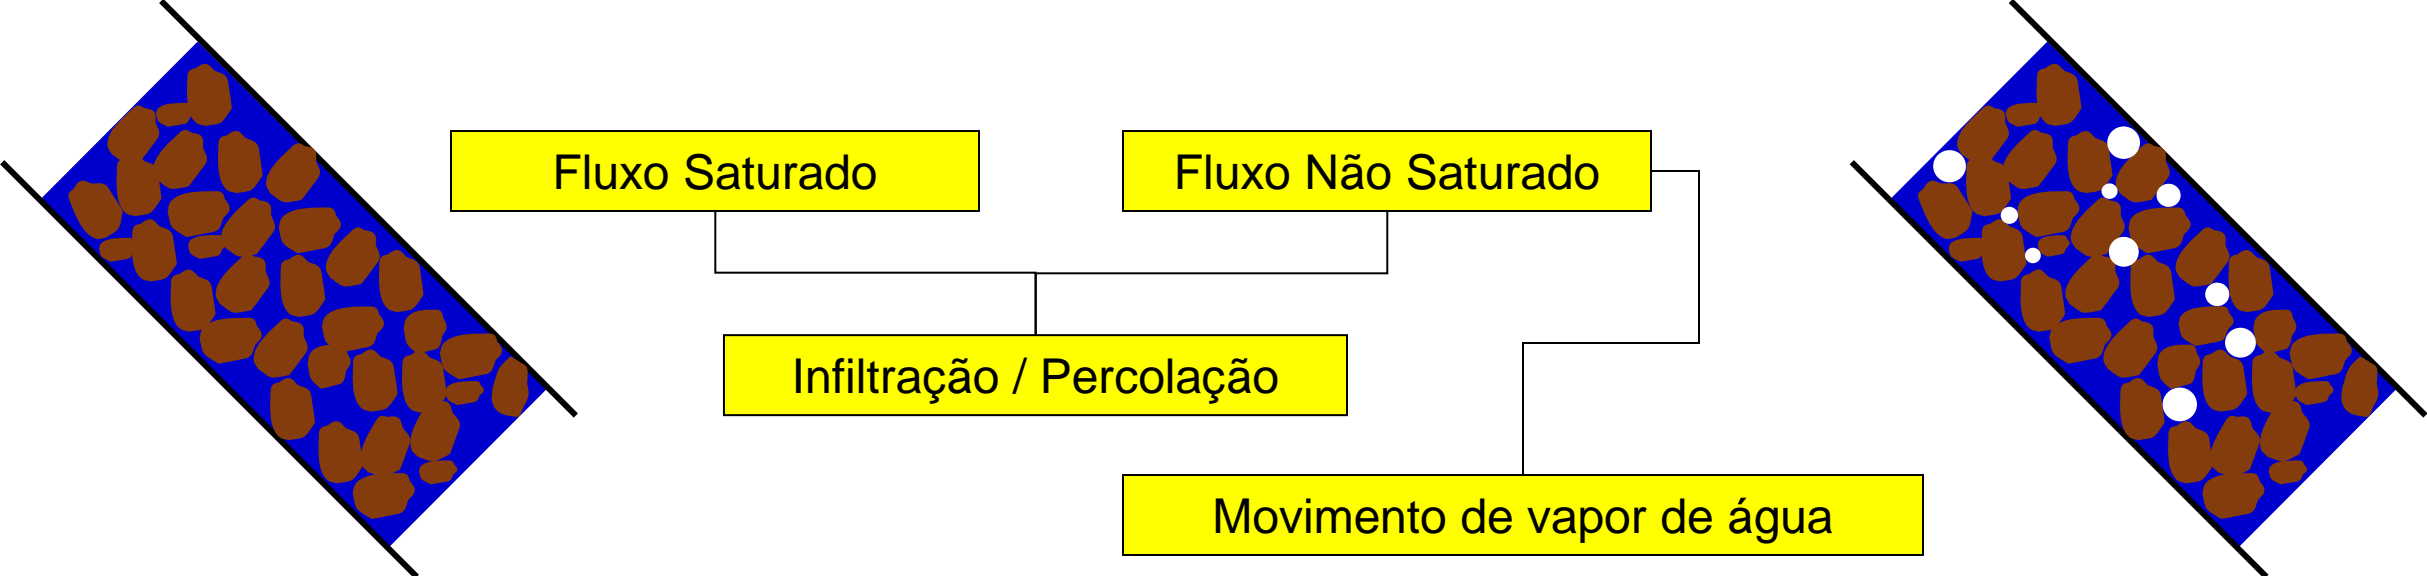 Fluxo Saturado
Fluxo Não Saturado
Infiltração / Percolação
Movimento de vapor de água